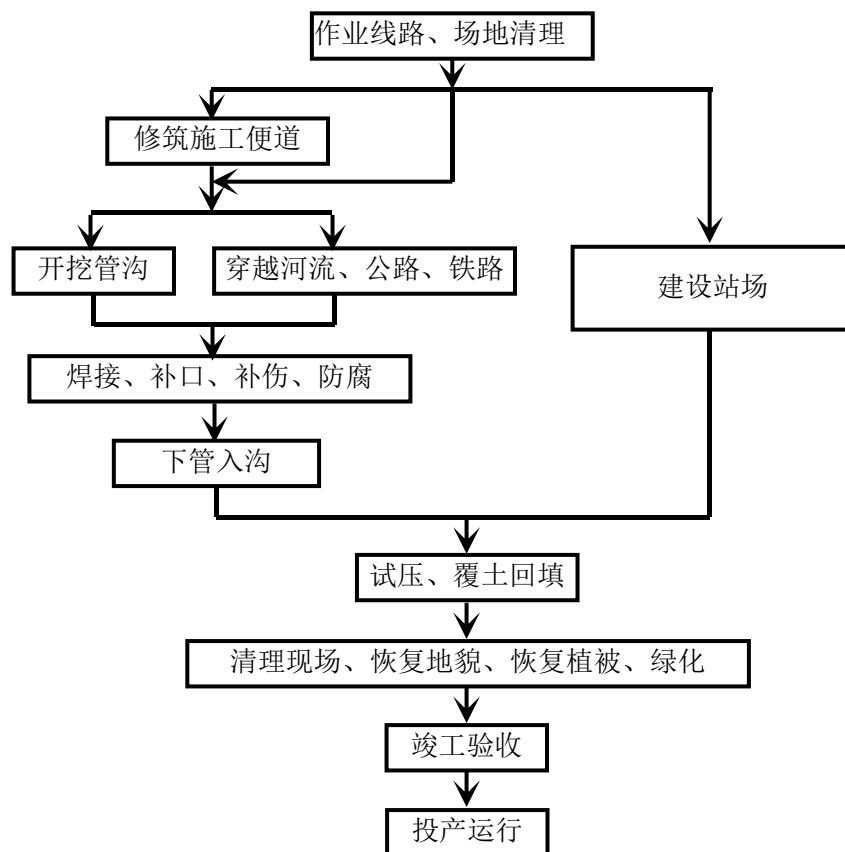 作业线路、场地清理
修筑施工便道
开挖管沟
穿越河流、公路、铁路
建设站场
焊接、补口、补伤、防腐
下管入沟
试压、覆土回填
清理现场、恢复地貌、恢复植被、绿化
竣工验收
投产运行